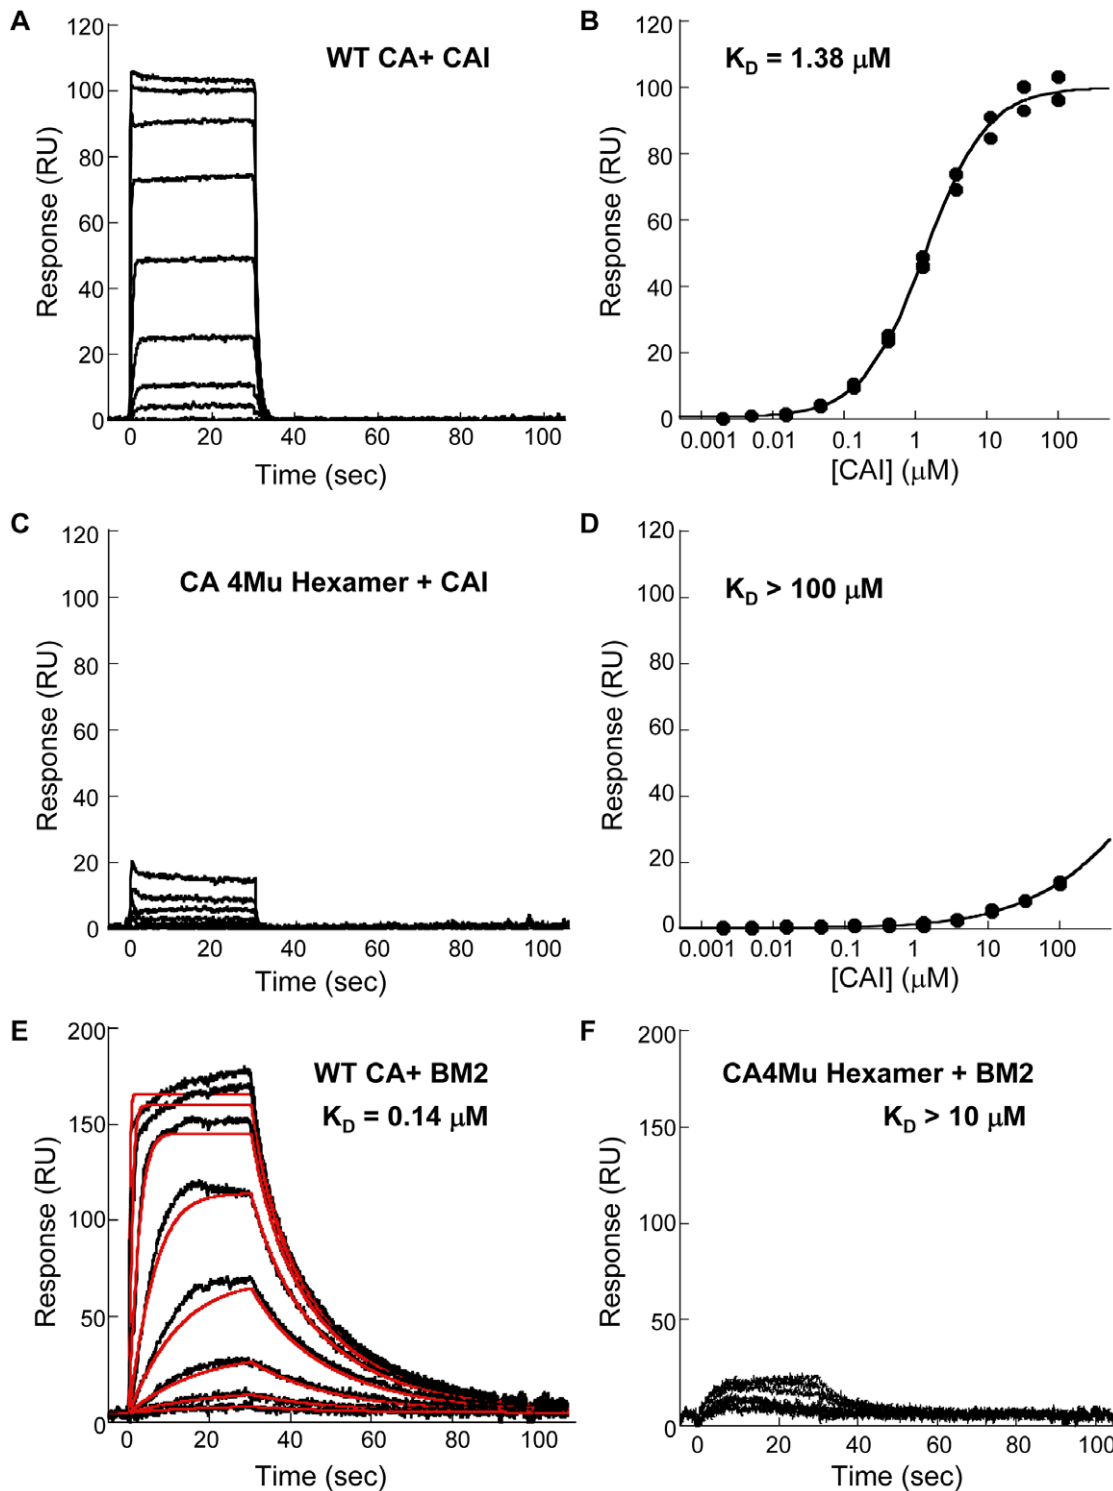 A
WT CA+ CAI
Response (RU)
120
100
80
60
40
20
0
0 20 40 60 80 100
Time (sec)
B
K_D = 1.38 μM
Response (RU)
120
100
80
60
40
20
0
0.001 0.01 0.1 1 10 100
[CAI] (μM)
C
CA 4Mu Hexamer + CAI
Response (RU)
120
100
80
60
40
20
0
0 20 40 60 80 100
Time (sec)
D
K_D > 100 μM
Response (RU)
120
100
80
60
40
20
0
0.001 0.01 0.1 1 10 100
[CAI] (μM)
E
WT CA+ BM2
K_D = 0.14 μM
Response (RU)
200
150
100
50
0
0 20 40 60 80 100
Time (sec)
F
CA4Mu Hexamer + BM2
K_D > 10 μM
Response (RU)
200
150
100
50
0
0 20 40 60 80 100
Time (sec)